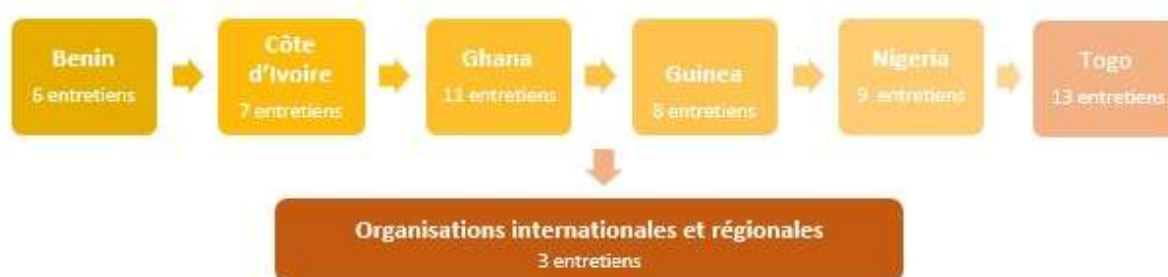 Benin
6 entretiens
Côte
d'Ivoire
7 entretiens
Ghana
11 entretiens
Guinea
8 entretiens
Nigeria
9 entretiens
Togo
13 entretiens
Organisations internationales et régionales
3 entretiens